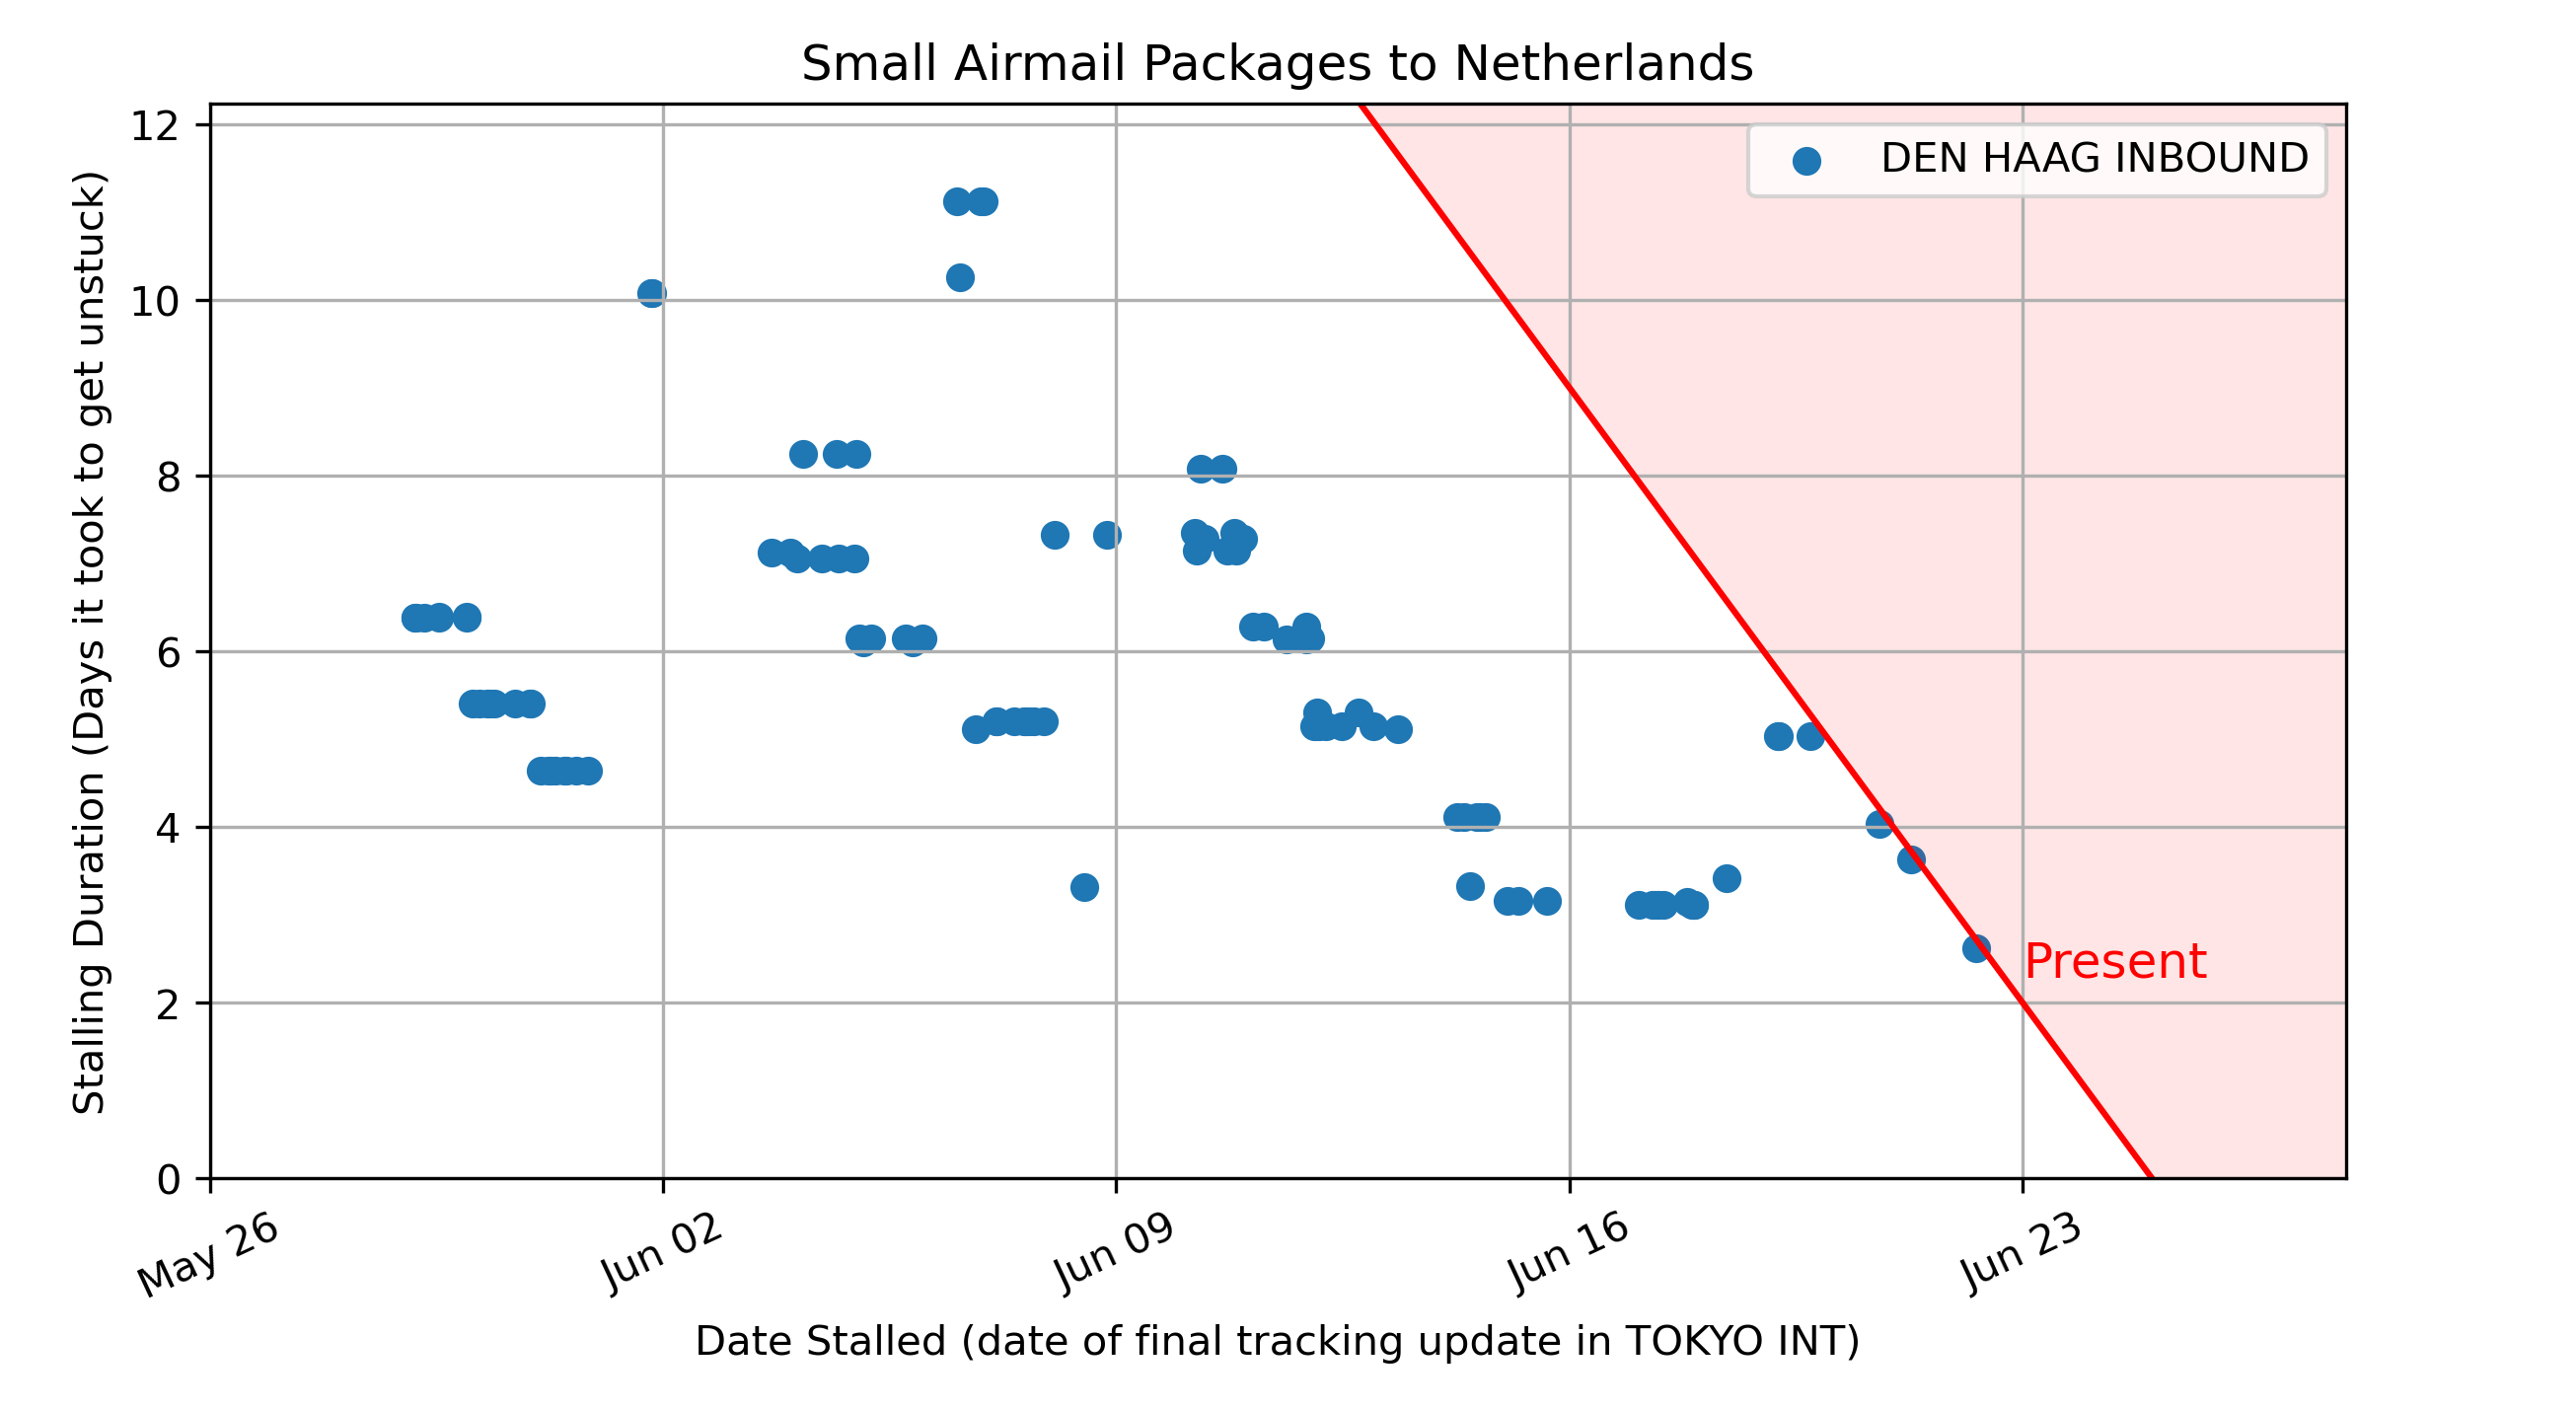 Small Airmail Packages to Netherlands
Stalling Duration (Days it took to get unstuck)
12
10
8
6
4
2
0
DEN HAAG INBOUND
Present
May 26
Jun 02
Jun 09
Jun 16
Jun 23
Date Stalled (date of final tracking update in TOKYO INT)